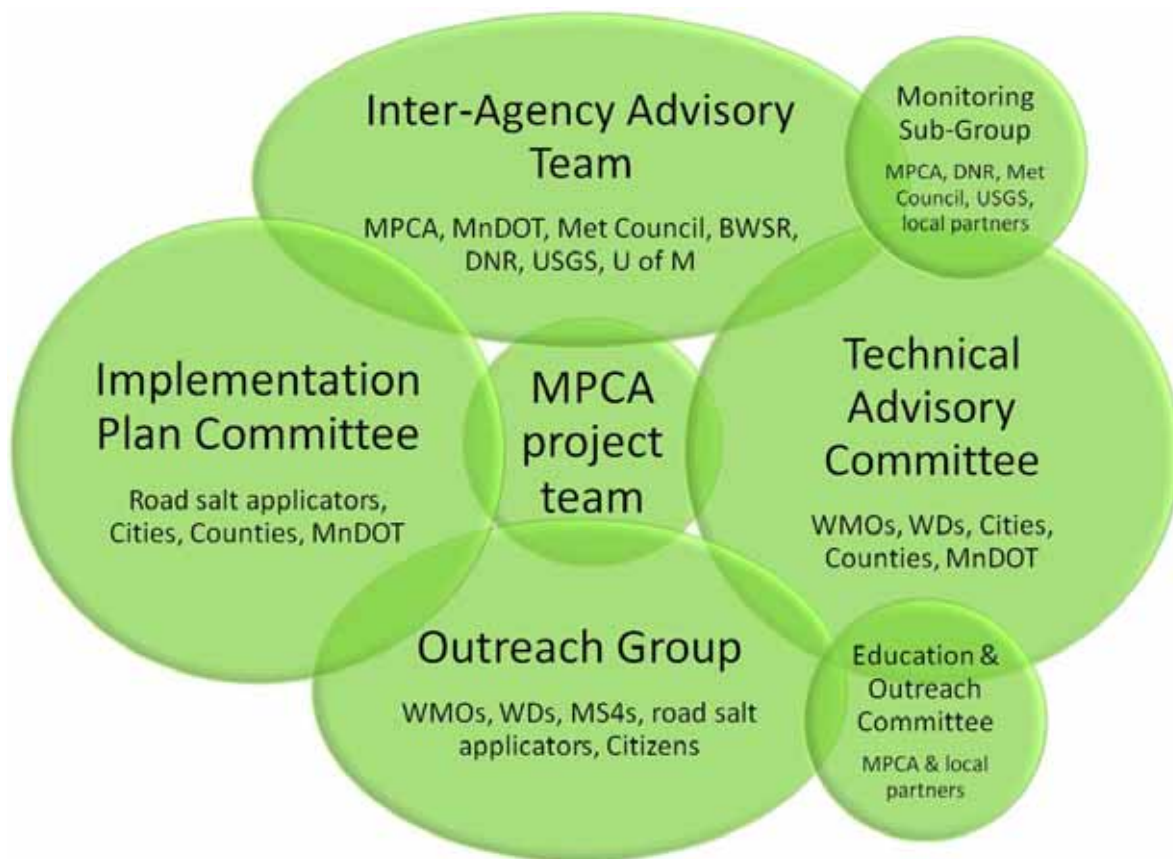 Inter-Agency Advisory
Team
MPCA, MnDOT, Met Council, BWSR,
DNR, USGS, U of M
Monitoring
Sub-Group
MPCA, DNR, Met
Council, USGS,
local partners
Implementation
Plan Committee
Road salt applicators,
Cities, Counties, MnDOT
MPCA
project
team
Technical
Advisory
Committee
WMOs, WDs, Cities,
Counties, MnDOT
Outreach Group
WMOs, WDs, MS4s, road salt
applicators, Citizens
Education &
Outreach
Committee
MPCA & local
partners